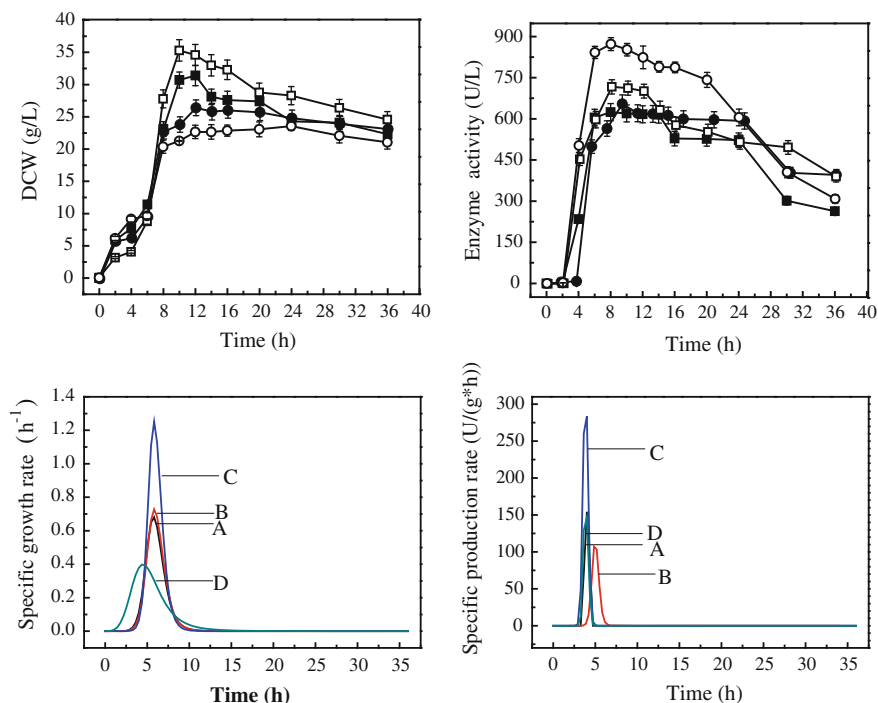 DCW (g/L)
40
35
30
25
20
15
10
5
0
0 4 8 12 16 20 24 28 32 36 40
Time (h)
Enzyme activity (U/L)
900
750
600
450
300
150
0
0 4 8 12 16 20 24 28 32 36 40
Time (h)
Specific growth rate (h-1)
1.4
1.2
1.0
0.8
0.6
0.4
0.2
0.0
C
B
A
D
0 5 10 15 20 25 30 35
Time (h)
Specific production rate (U/(g*h))
300
250
200
150
100
50
0
C
D
A
B
0 5 10 15 20 25 30 35
Time (h)